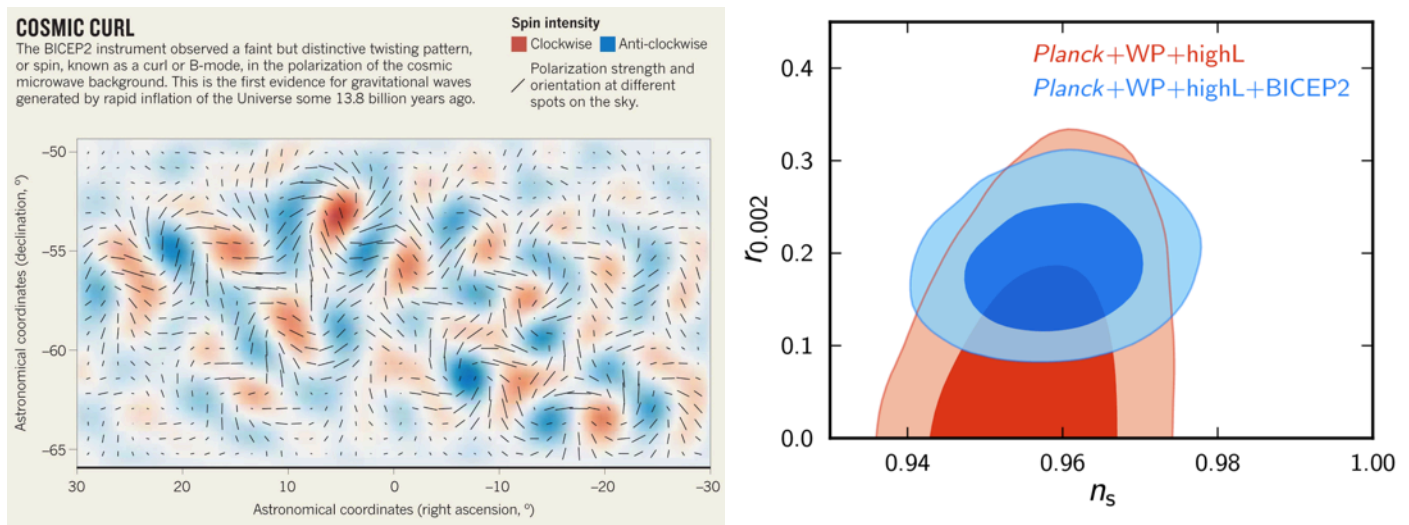 COSMIC CURL
The BICEP2 instrument observed a faint but distinctive twisting pattern,
or spin, known as a curl or B-mode, in the polarization of the cosmic
microwave background. This is the first evidence for gravitational waves
generated by rapid inflation of the Universe some 13.8 billion years ago.
Spin intensity
Clockwise Anti-clockwise
Polarization strength and
orientation at different
spots on the sky.
Astronomical coordinates (declination, º)
–50
–55
–60
–65
30 20 10 0 –10 –20 –30
Astronomical coordinates (right ascension, º)
Planck+WP+highL
Planck+WP+highL+BICEP2
r0.002
0.4
0.3
0.2
0.1
0.0
0.94 0.96 0.98 1.00
ns